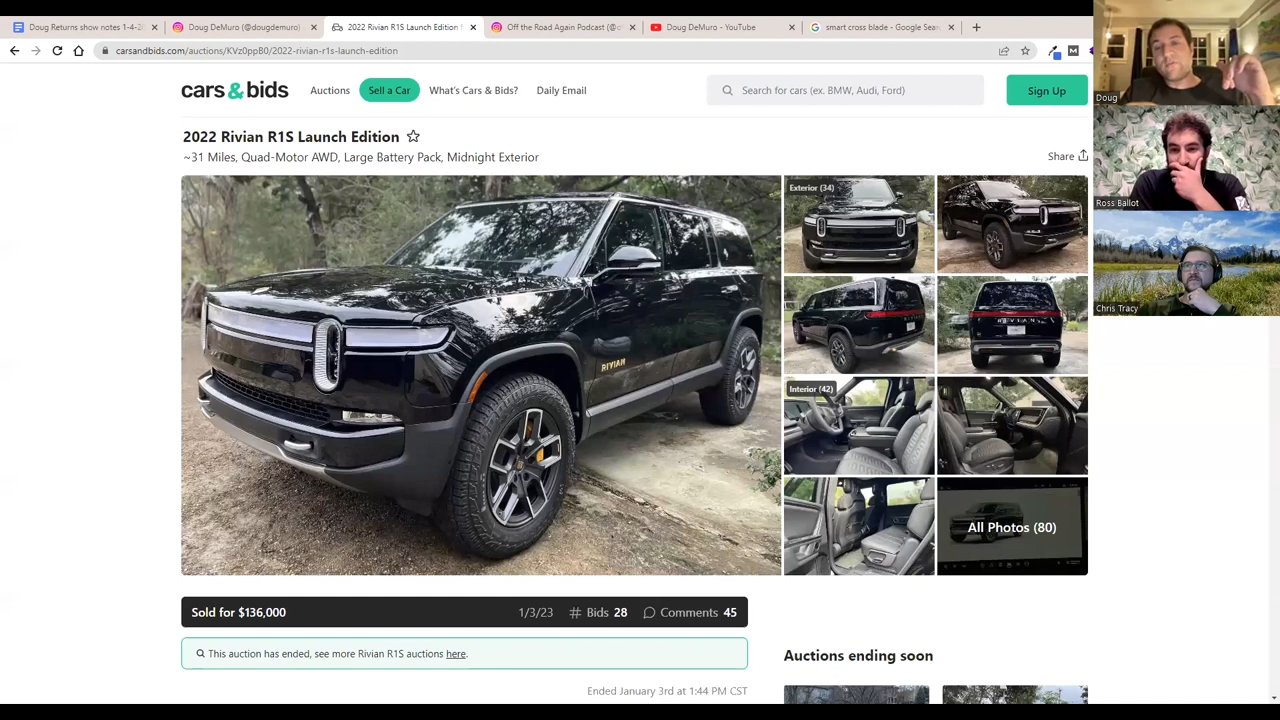 Doug Returns show notes 1-4-2
Doug DeMuro (@dougdemuro)
2022 Rivian R1S Launch Edition
Off the Road Again Podcast (@o
Doug DeMuro - YouTube
smart cross blade - Google Sea
carsandbids.com/auctions/KVz0ppB0/2022-rivian-r1s-launch-edition
cars&bids
Auctions
Sell a Car
What's Cars & Bids?
Daily Email
Search for cars (ex. BMW, Audi, Ford)
Sign Up
2022 Rivian R1S Launch Edition
~31 Miles, Quad-Motor AWD, Large Battery Pack, Midnight Exterior
Share
RIVIAN
Exterior (34)
RIVIAN
Interior (42)
All Photos (80)
Sold for $136,000
1/3/23
# Bids 28
Comments 45
This auction has ended, see more Rivian R1S auctions here.
Ended January 3rd at 1:44 PM CST
Auctions ending soon
Doug
Ross Ballot
Chris Tracy